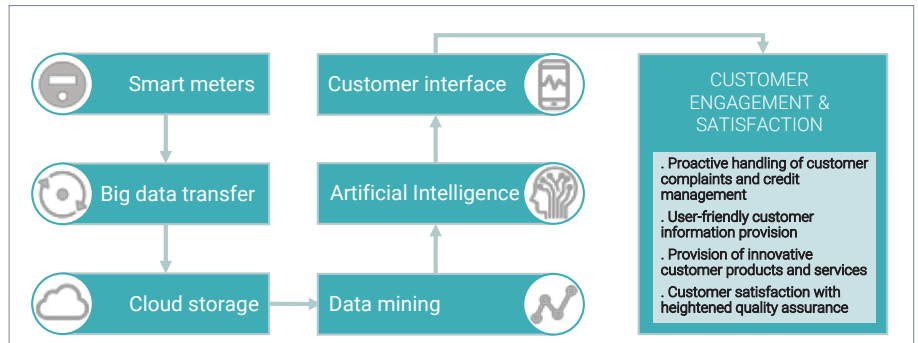 Smart meters
Big data transfer
Cloud storage
Data mining
Artificial Intelligence
Customer interface
CUSTOMER
ENGAGEMENT &
SATISFACTION
. Proactive handling of customer
complaints and credit
management
. User-friendly customer
information provision
. Provision of innovative
customer products and services
. Customer satisfaction with
heightened quality assurance